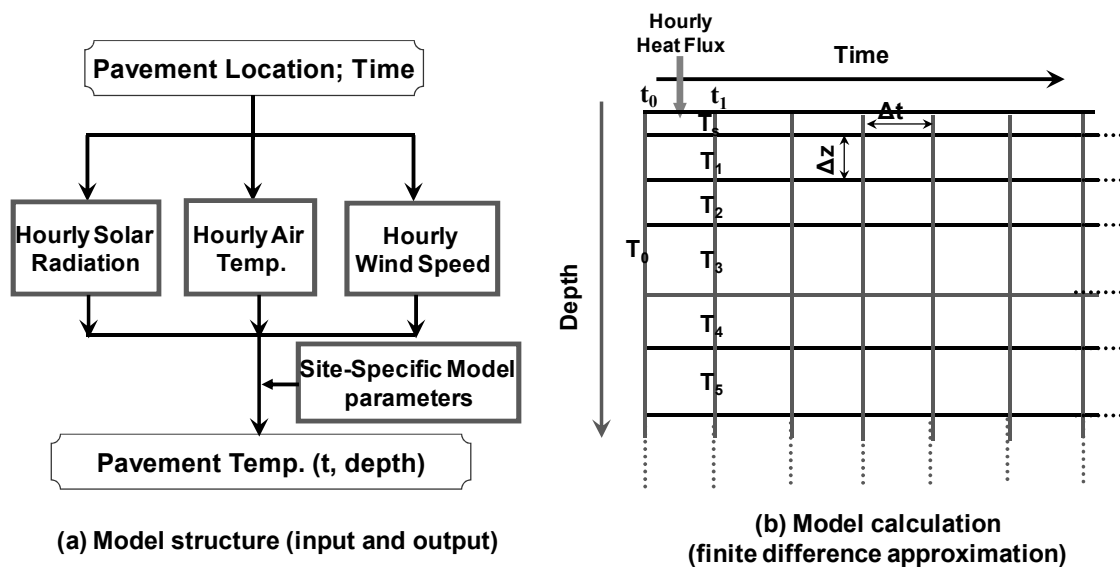 Pavement Location; Time
Hourly Solar
Radiation
Hourly Air
Temp.
Hourly
Wind Speed
Site-Specific Model
parameters
Pavement Temp. (t, depth)
(a) Model structure (input and output)
Hourly
Heat Flux
Time
t₀
t₁
Δt
Tₛ
Δz
T₁
T₂
T₀
T₃
T₄
T₅
Depth
(b) Model calculation
(finite difference approximation)